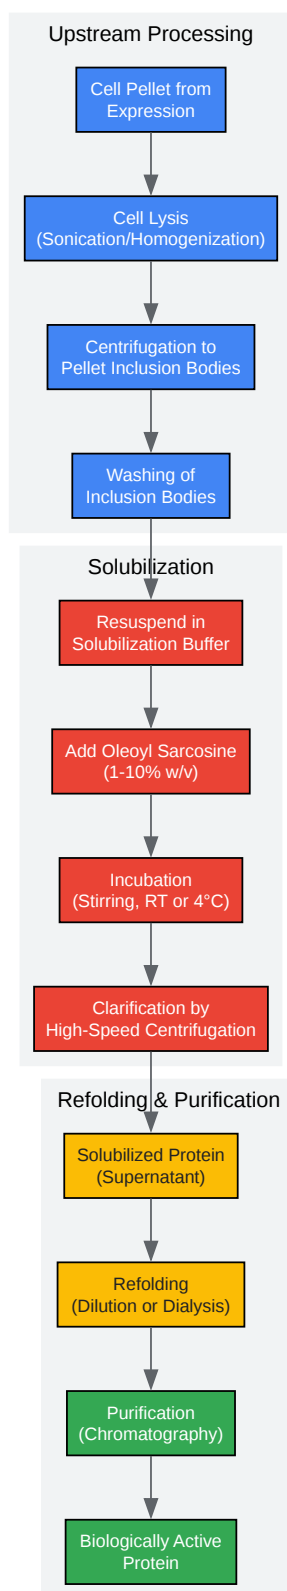 Upstream Processing
Cell Pellet from
Expression
Cell Lysis
(Sonication/Homogenization)
Centrifugation to
Pellet Inclusion Bodies
Washing of
Inclusion Bodies
Solubilization
Resuspend in
Solubilization Buffer
Add Oleoyl Sarcosine
(1-10% w/v)
Incubation
(Stirring, RT or 4°C)
Clarification by
High-Speed Centrifugation
Refolding & Purification
Solubilized Protein
(Supernatant)
Refolding
(Dilution or Dialysis)
Purification
(Chromatography)
Biologically Active
Protein